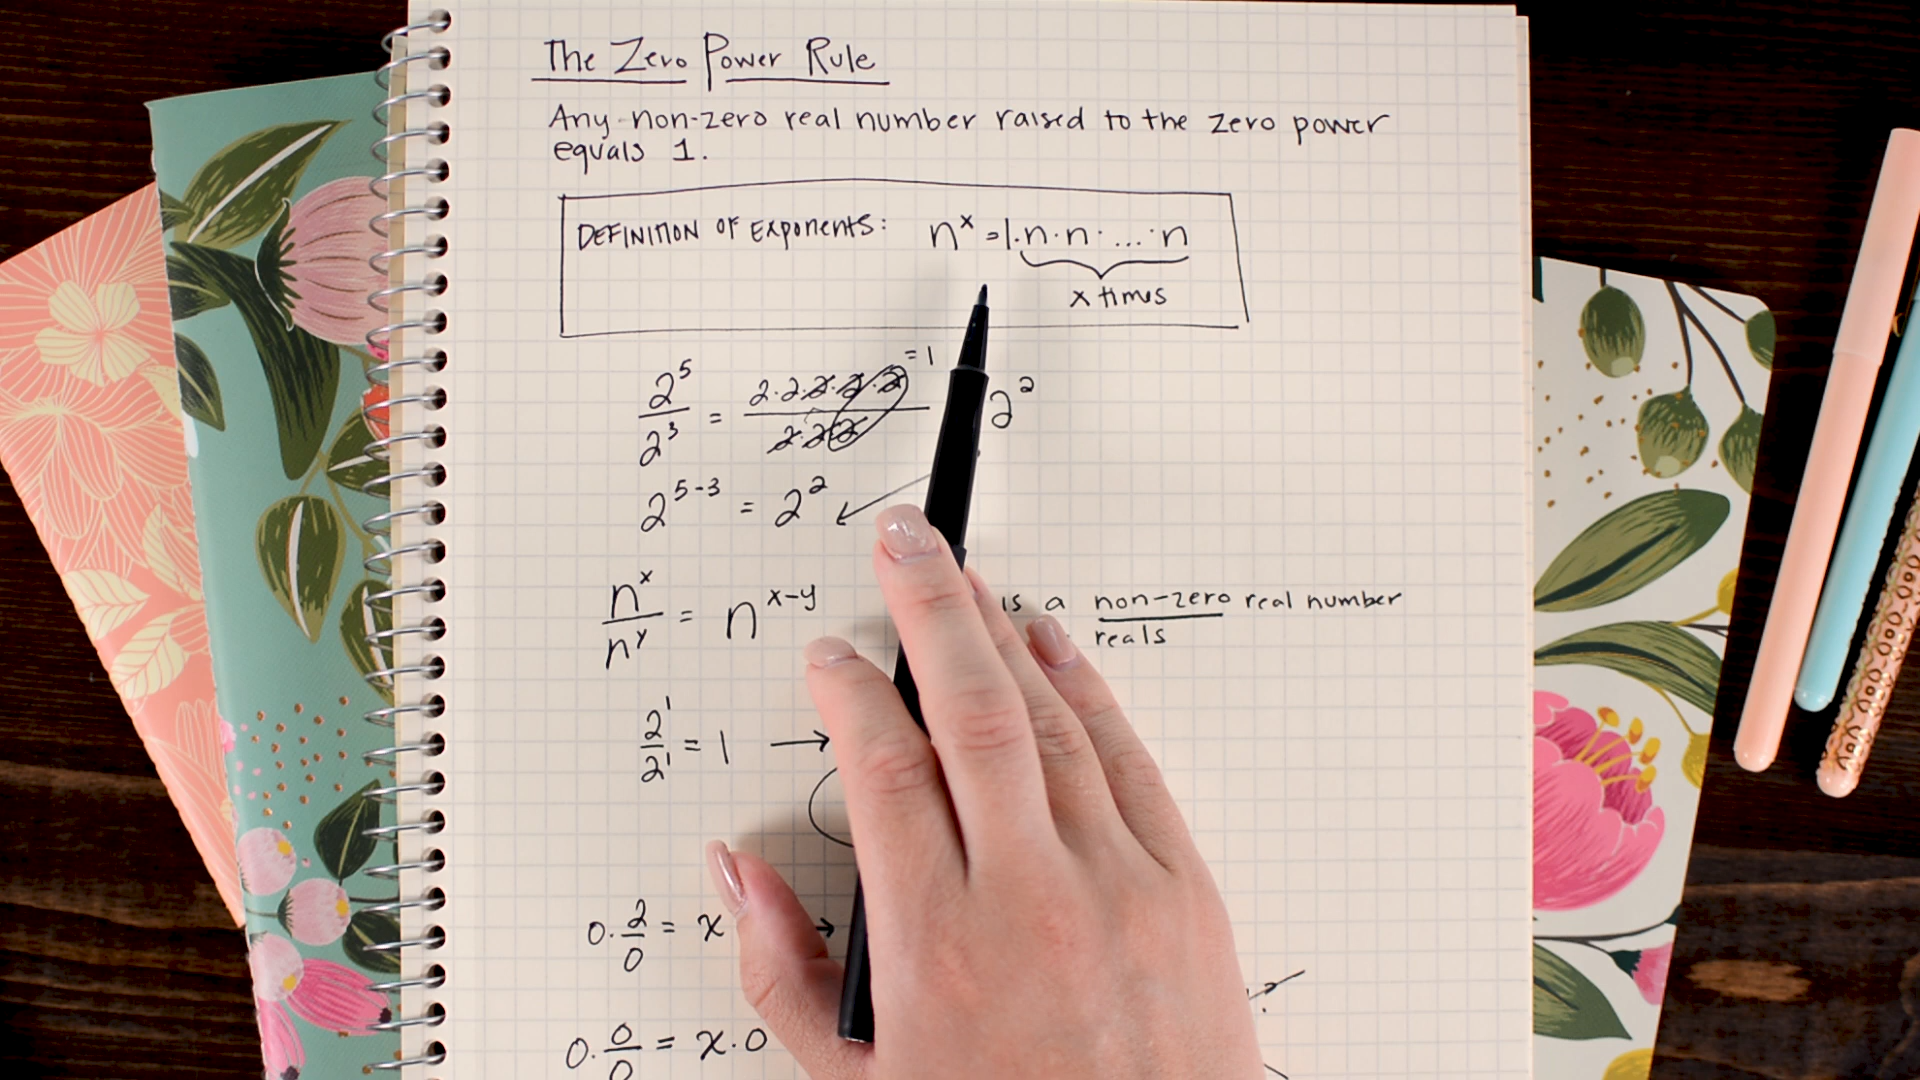 The Zero Power Rule
Any non-zero real number raised to the zero power
equals 1.
DEFINITION OF EXPONENTS: nˣ = 1·n·n· ... ·n
x times
2⁵/2³ = 2·2·2·2·2/2·2·2 = 1 2²
2⁵⁻³ = 2²
nˣ/nʸ = nˣ⁻ʸ is a non-zero real number
reals
2¹/2¹ = 1 →
0·2/0 = x →
0·0/0 = x·0